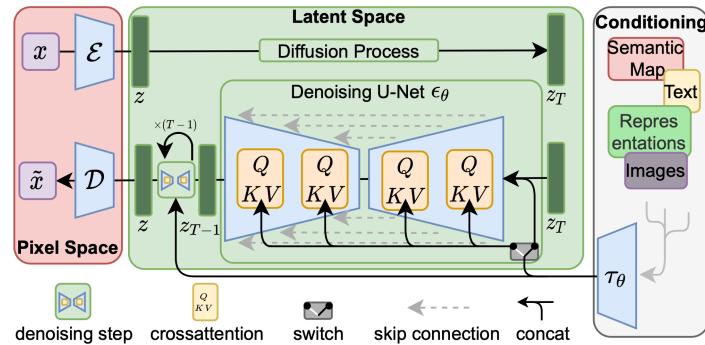 Latent Space
Conditioning
x
ℰ
Diffusion Process
Semantic
Map
z
z_T
Text
Denoising U-Net ϵ_θ
Repres
entations
×(T−1)
Images
Q
KV
Q
KV
Q
KV
Q
KV
x̃
𝒟
z
z_{T−1}
z_T
Pixel Space
τ_θ
Q
KV
denoising step
crossattention
switch
skip connection
concat